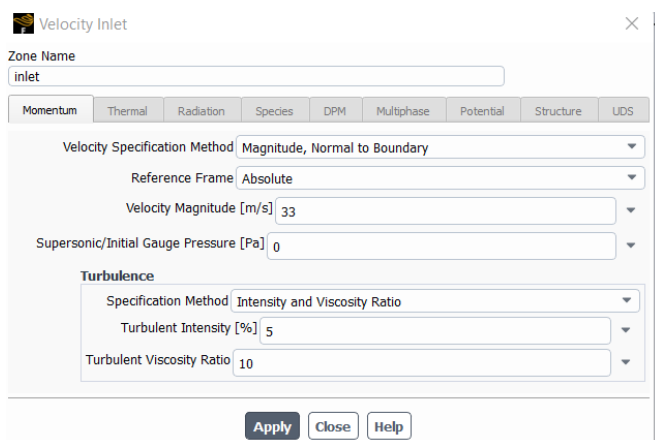 Velocity Inlet
Zone Name
inlet
Momentum Thermal Radiation Species DPM Multiphase Potential Structure UDS
Velocity Specification Method Magnitude, Normal to Boundary
Reference Frame Absolute
Velocity Magnitude [m/s] 33
Supersonic/Initial Gauge Pressure [Pa] 0
Turbulence
Specification Method Intensity and Viscosity Ratio
Turbulent Intensity [%] 5
Turbulent Viscosity Ratio 10
Apply Close Help